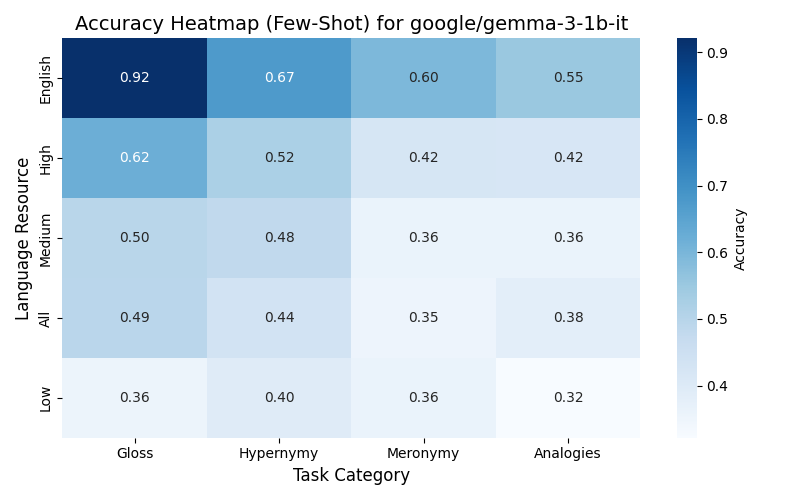 Accuracy Heatmap (Few-Shot) for google/gemma-3-1b-it
Language Resource
English
0.92 0.67 0.60 0.55
High
0.62 0.52 0.42 0.42
Medium
0.50 0.48 0.36 0.36
All
0.49 0.44 0.35 0.38
Low
0.36 0.40 0.36 0.32
Gloss Hypernymy Meronymy Analogies
Task Category
0.9
0.8
0.7
0.6
0.5
0.4
Accuracy